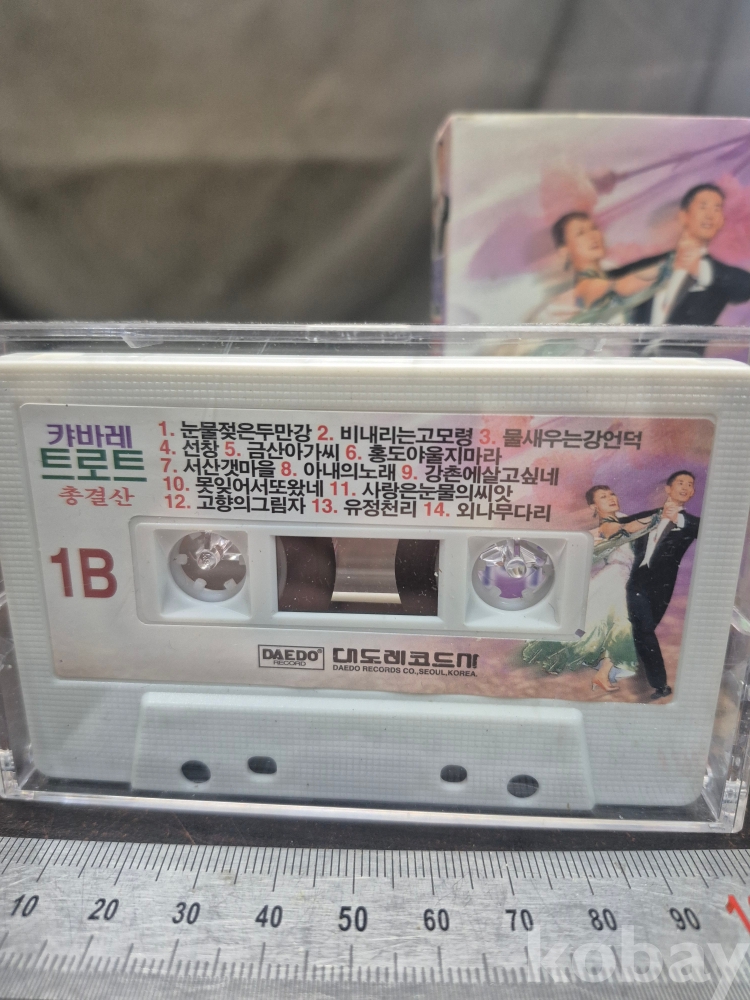 캬바레
트로트
총결산
1. 눈물젖은두만강 2. 비내리는고모령 3. 물새우는강언덕
4. 선창 5. 금산아가씨 6. 홍도야울지마라
7. 서산갯마을 8. 아내의노래 9. 강촌에살고싶네
10. 못잊어서또왔네 11. 사랑은눈물의씨앗
12. 고향의그림자 13. 유정천리 14. 외나무다리
1B
DAEDO®
RECORD
대도레코드사
DAEDO RECORDS CO.,SEOUL,KOREA.
10 20 30 40 50 60 70 80 90
kobay